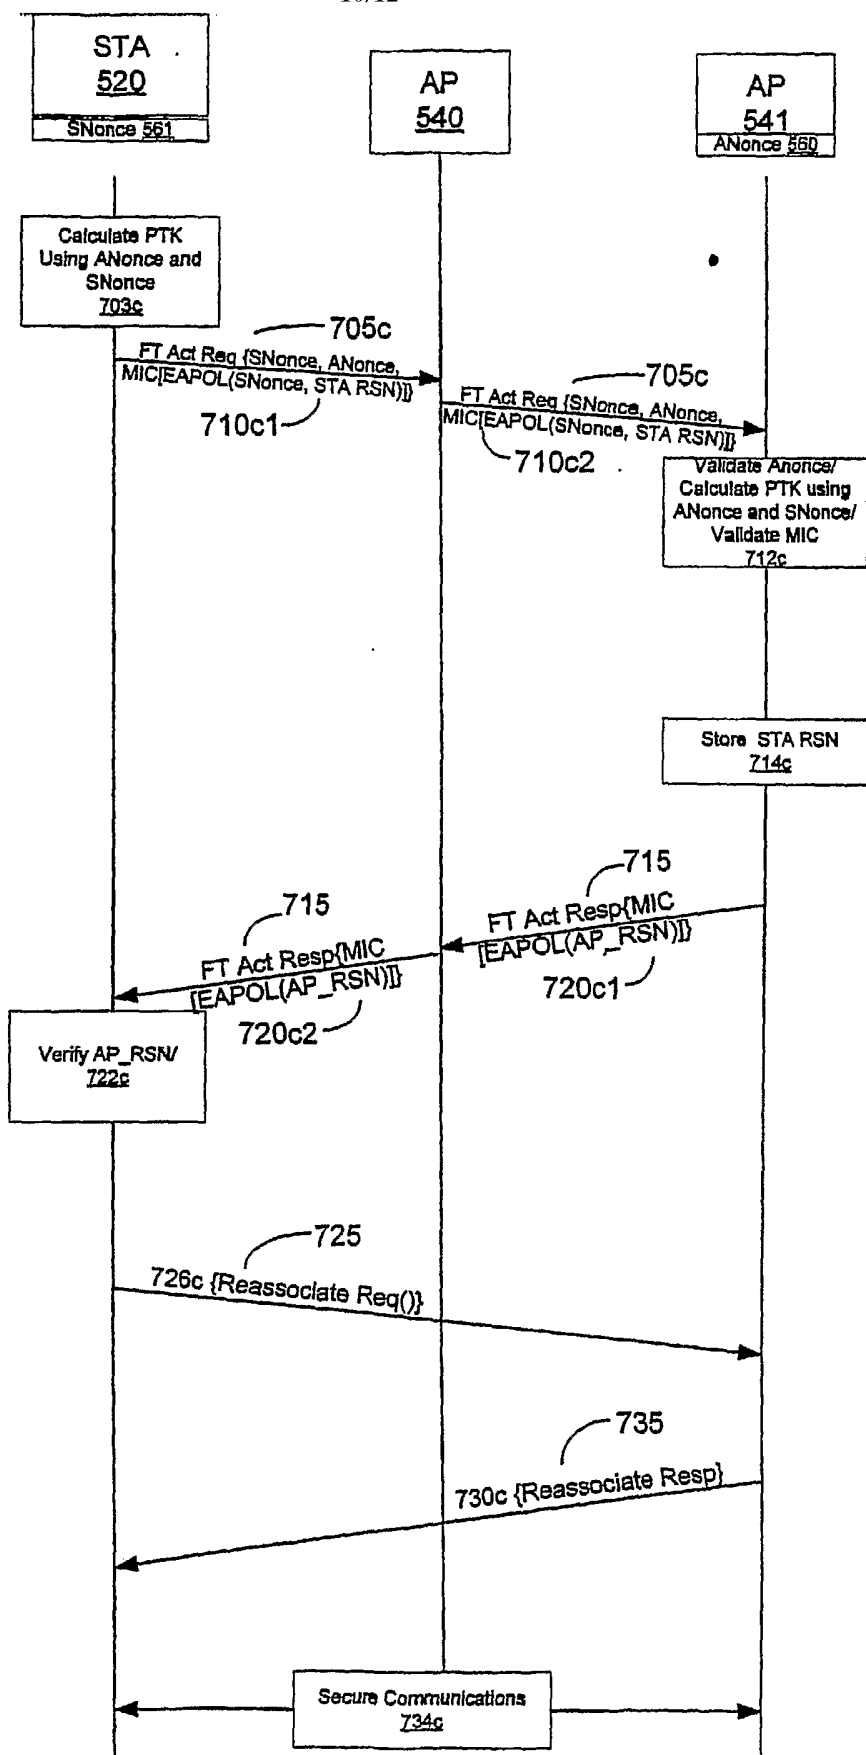 STA
520
SNonce 561
AP
540
AP
541
ANonce 560
Calculate PTK
Using ANonce and
SNonce
703c
705c
FT Act Req {SNonce, ANonce,
MIC[EAPOL(SNonce, STA RSN)]}
710c1
705c
FT Act Req {SNonce, ANonce,
MIC[EAPOL(SNonce, STA RSN)]}
710c2
Validate Anonce/
Calculate PTK using
ANonce and SNonce/
Validate MIC
712c
Store STA RSN
714c
715
FT Act Resp{MIC
[EAPOL(AP_RSN)]}
720c1
715
FT Act Resp{MIC
[EAPOL(AP_RSN)]}
720c2
Verify AP_RSN/
722c
725
726c {Reassociate Req()}
735
730c {Reassociate Resp}
Secure Communications
734c